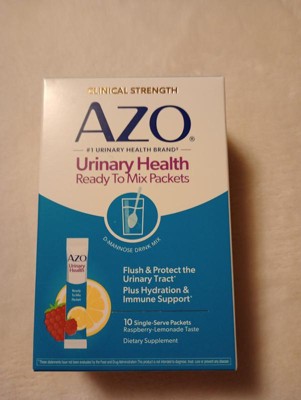 CLINICAL STRENGTH
AZO®
#1 URINARY HEALTH BRAND*
Urinary Health
Ready To Mix Packets
D-MANNOSE DRINK MIX
AZO
Urinary
Health
Flush & Protect the
Urinary Tract*
Plus Hydration &
Immune Support*
10 Single-Serve Packets
Raspberry-Lemonade Taste
Dietary Supplement